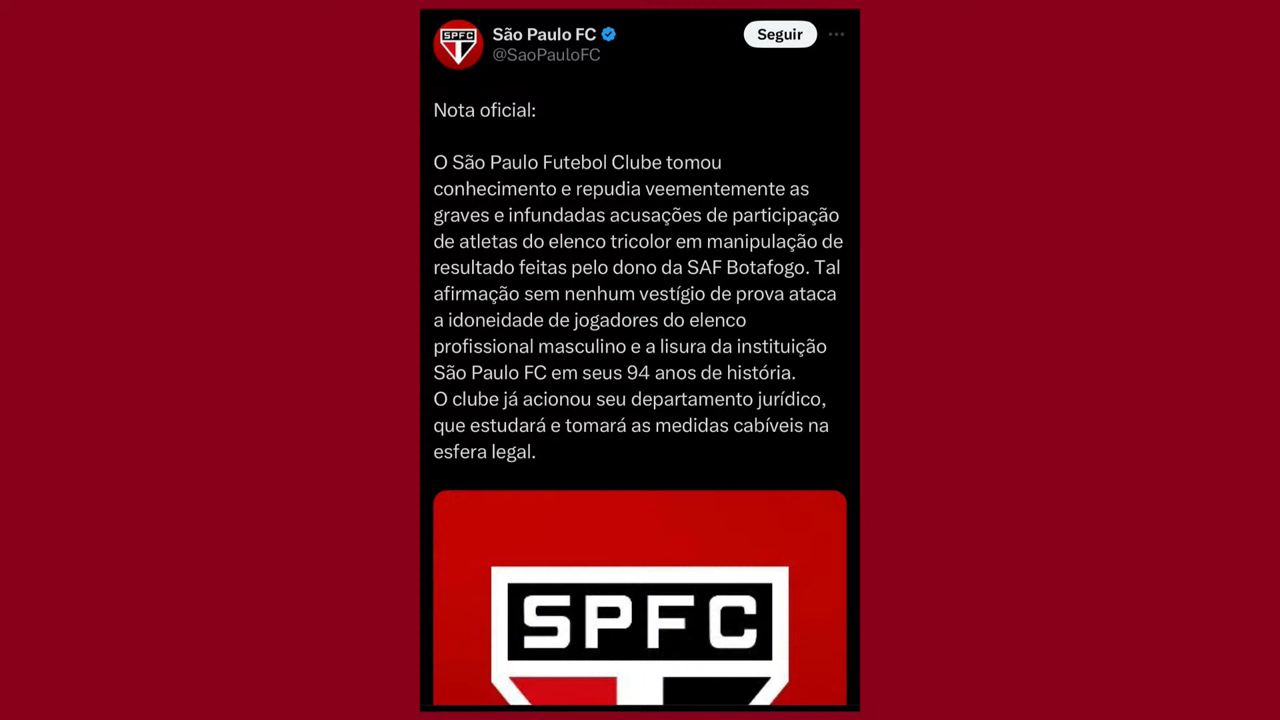 SPFC
São Paulo FC
Seguir
@SaoPauloFC
Nota oficial:
O São Paulo Futebol Clube tomou
conhecimento e repudia veementemente as
graves e infundadas acusações de participação
de atletas do elenco tricolor em manipulação de
resultado feitas pelo dono da SAF Botafogo. Tal
afirmação sem nenhum vestígio de prova ataca
a idoneidade de jogadores do elenco
profissional masculino e a lisura da instituição
São Paulo FC em seus 94 anos de história.
O clube já acionou seu departamento jurídico,
que estudará e tomará as medidas cabíveis na
esfera legal.
SPFC